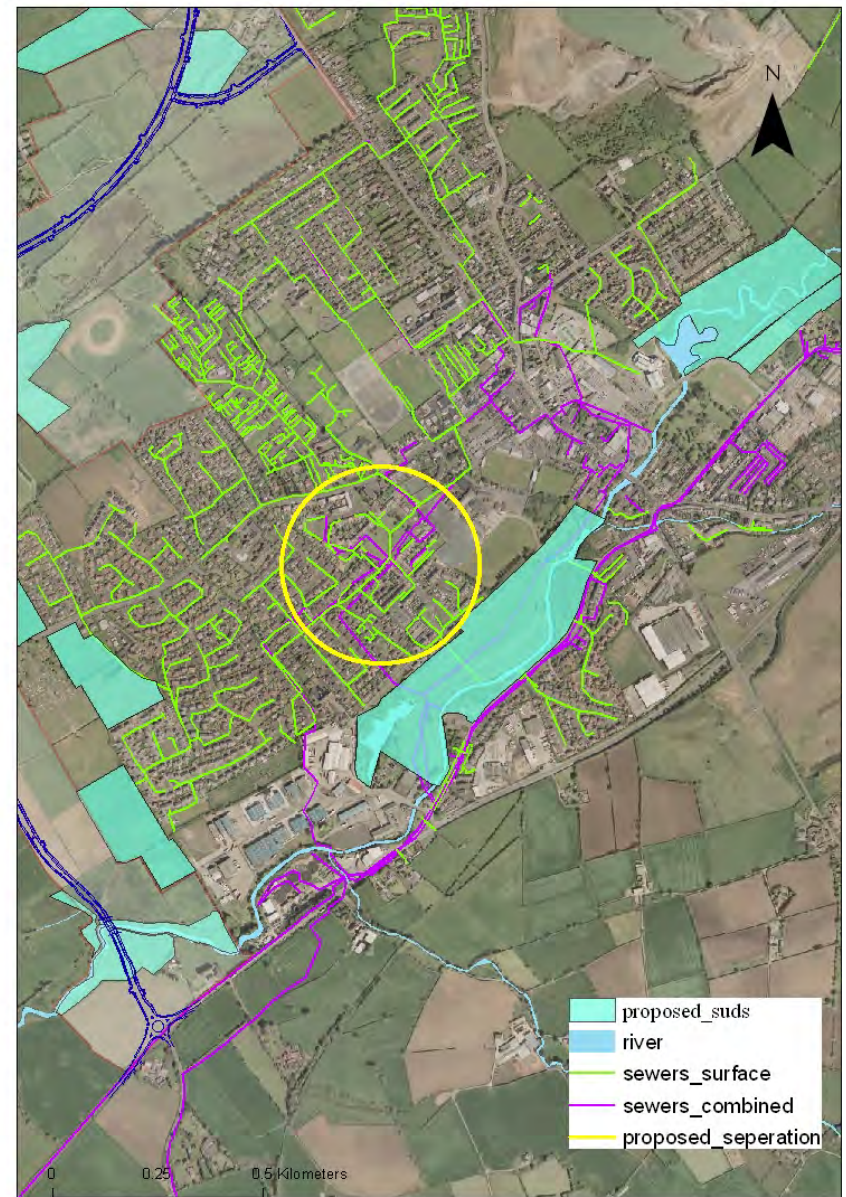 N
proposed_suds
river
sewers_surface
sewers_combined
proposed_seperation
0 0.25 0.5 Kilometers